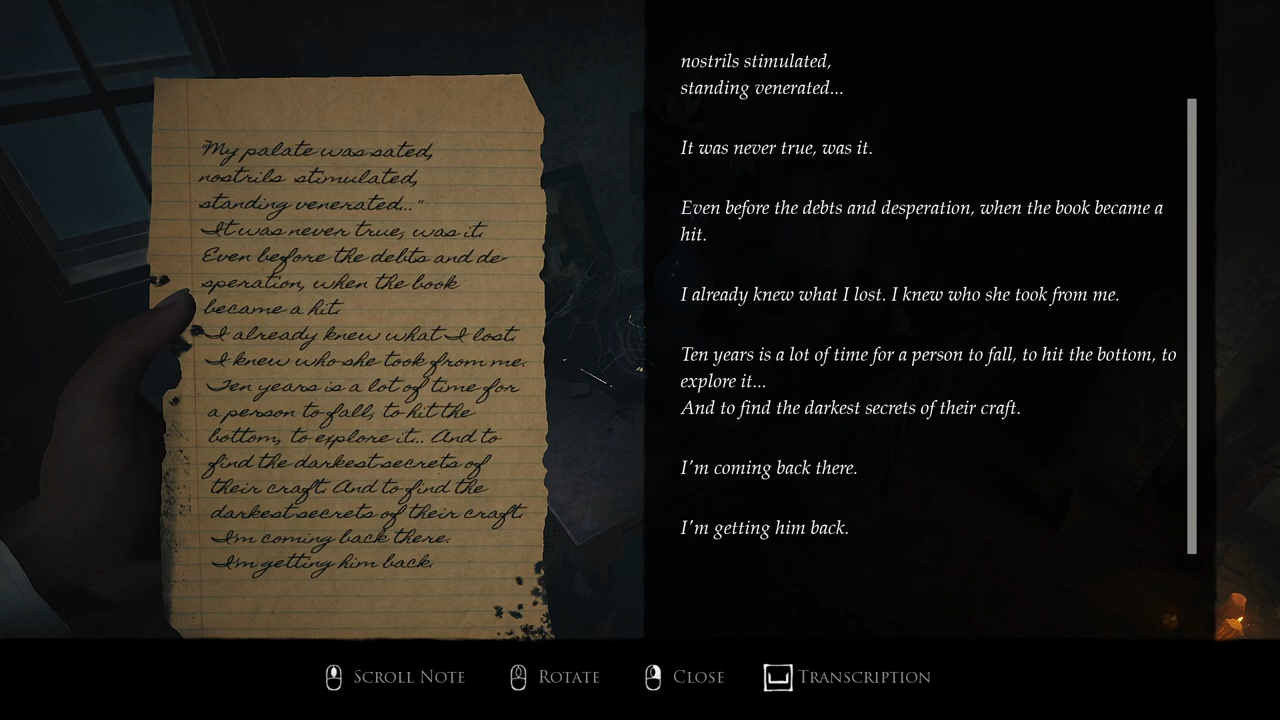 "My palate was sated,
nostrils stimulated,
standing venerated..."
It was never true, was it.
Even before the debts and de-
speration, when the book
became a hit.
I already knew what I lost.
I knew who she took from me.
Ten years is a lot of time for
a person to fall, to hit the
bottom, to explore it... And to
find the darkest secrets of
their craft. And to find the
darkest secrets of their craft.
I'm coming back there.
I'm getting him back.
nostrils stimulated,
standing venerated...
It was never true, was it.
Even before the debts and desperation, when the book became a
hit.
I already knew what I lost. I knew who she took from me.
Ten years is a lot of time for a person to fall, to hit the bottom, to
explore it...
And to find the darkest secrets of their craft.
I'm coming back there.
I'm getting him back.
Scroll Note Rotate Close Transcription